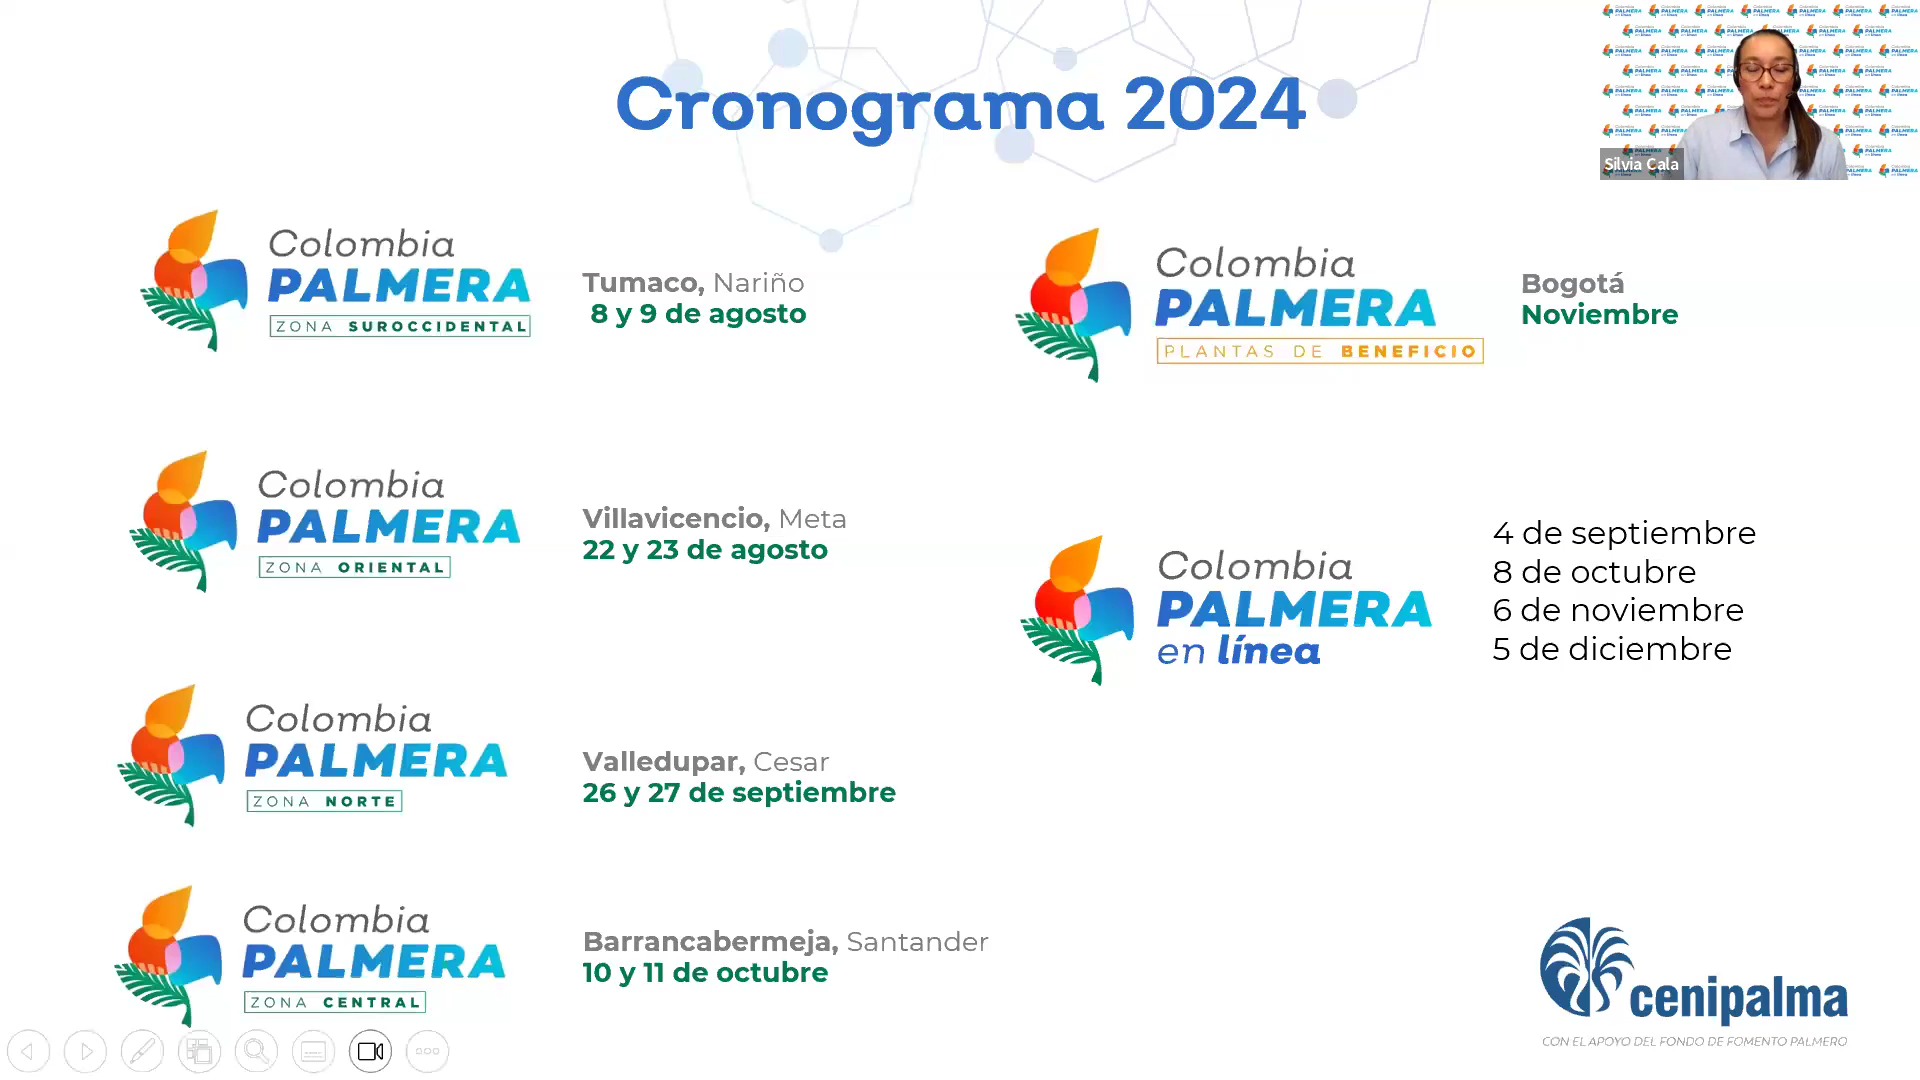 Cronograma 2024
Silvia Cala
Colombia
PALMERA
ZONA SUROCCIDENTAL
Tumaco, Nariño
8 y 9 de agosto
Colombia
PALMERA
PLANTAS DE BENEFICIO
Bogotá
Noviembre
Colombia
PALMERA
ZONA ORIENTAL
Villavicencio, Meta
22 y 23 de agosto
Colombia
PALMERA
en línea
4 de septiembre
8 de octubre
6 de noviembre
5 de diciembre
Colombia
PALMERA
ZONA NORTE
Valledupar, Cesar
26 y 27 de septiembre
Colombia
PALMERA
ZONA CENTRAL
Barrancabermeja, Santander
10 y 11 de octubre
cenipalma
CON EL APOYO DEL FONDO DE FOMENTO PALMERO